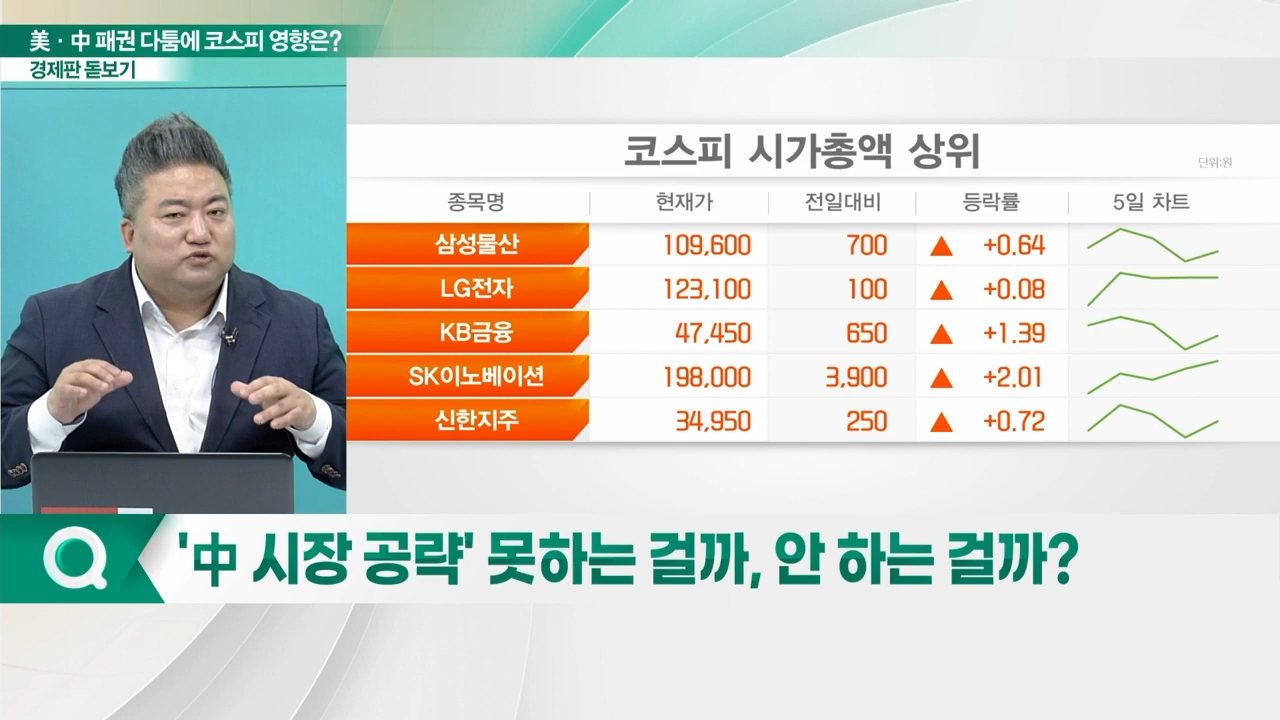 美·中 패권 다툼에 코스피 영향은?
경제판 돋보기
코스피 시가총액 상위
단위:원
종목명 현재가 전일대비 등락률 5일 차트
삼성물산 109,600 700 ▲ +0.64
LG전자 123,100 100 ▲ +0.08
KB금융 47,450 650 ▲ +1.39
SK이노베이션 198,000 3,900 ▲ +2.01
신한지주 34,950 250 ▲ +0.72
Q '中 시장 공략' 못하는 걸까, 안 하는 걸까?